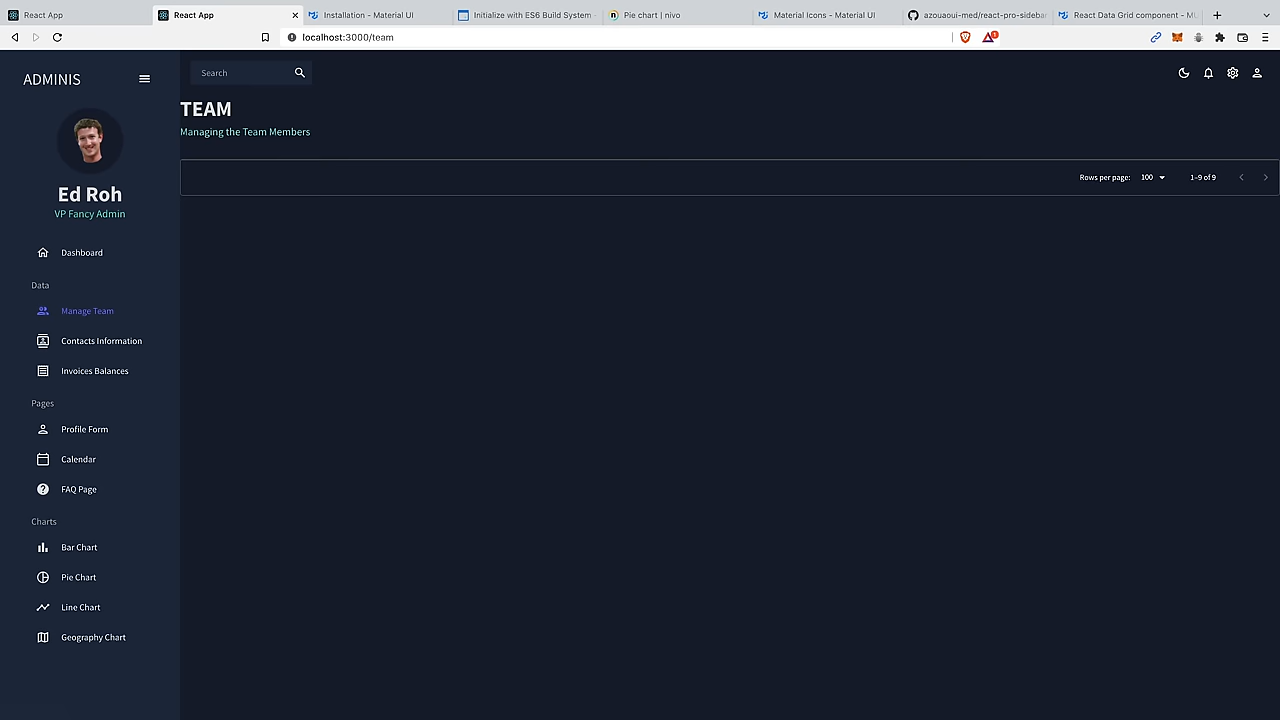 React App
React App
Installation - Material UI
Initialize with ES6 Build System -
Pie chart | nivo
Material Icons - Material UI
azouaoui-med/react-pro-sidebar
React Data Grid component - MU
localhost:3000/team
1
ADMINIS
Search
TEAM
Managing the Team Members
Rows per page: 100 1–9 of 9
Ed Roh
VP Fancy Admin
Dashboard
Data
Manage Team
Contacts Information
Invoices Balances
Pages
Profile Form
Calendar
FAQ Page
Charts
Bar Chart
Pie Chart
Line Chart
Geography Chart